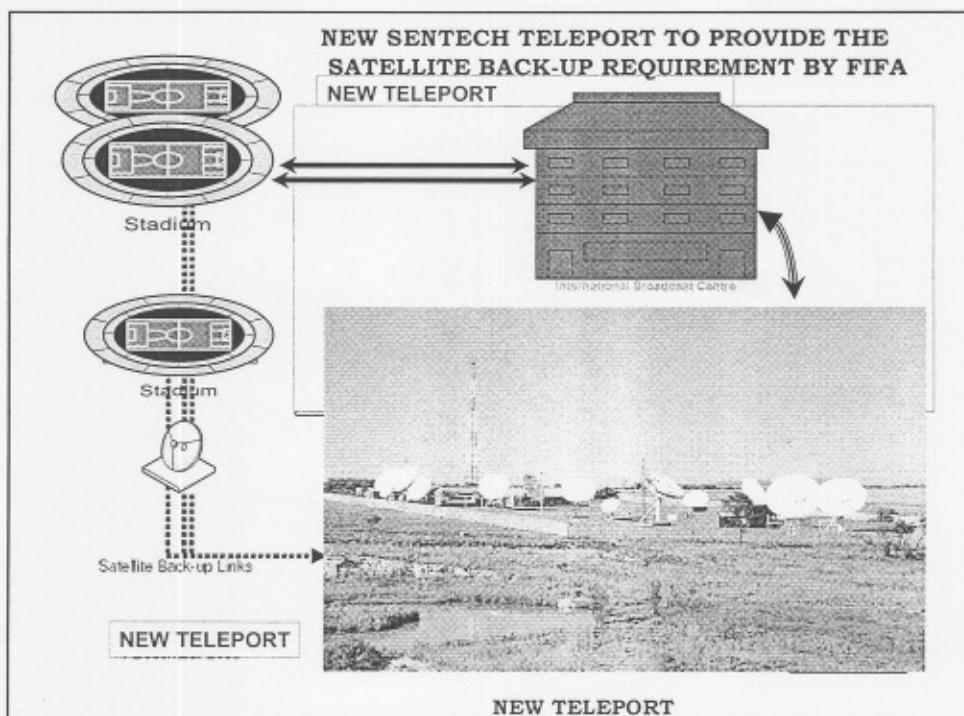 NEW SENTECH TELEPORT TO PROVIDE THE
SATELLITE BACK-UP REQUIREMENT BY FIFA
NEW TELEPORT
Stadium
International Broadcast Centre
Stadium
Satellite Back-up Links
NEW TELEPORT
NEW TELEPORT